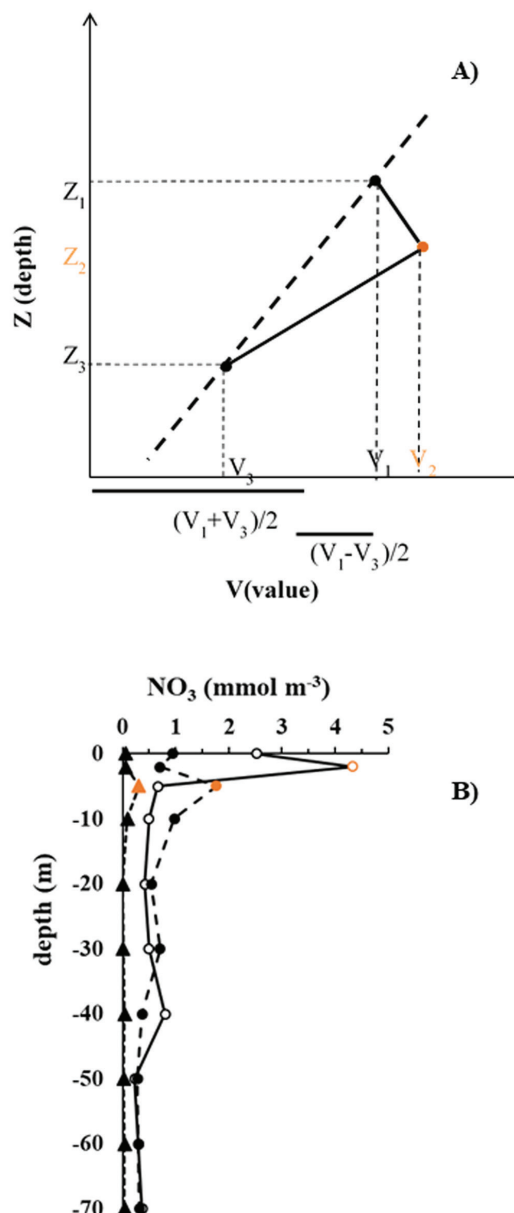 A)
Z1
Z2
Z3
Z (depth)
V3 V1 V2
(V1+V3)/2
(V1-V3)/2
V(value)
NO3 (mmol m-3)
0 1 2 3 4 5
B)
depth (m)
0
-10
-20
-30
-40
-50
-60
-70